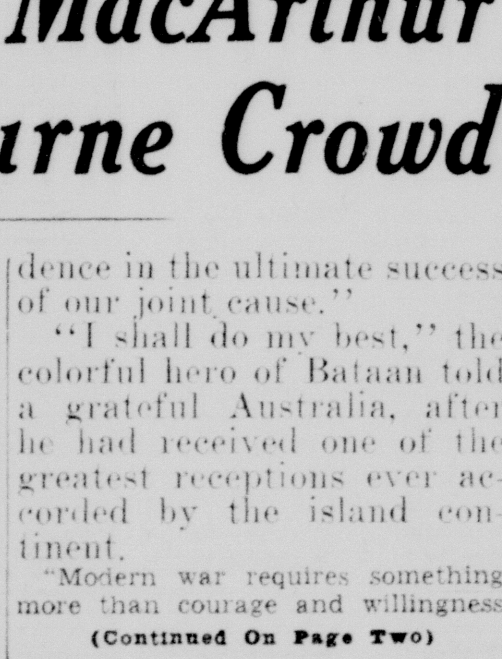 MacArthur
urne Crowd
dence in the ultimate success
of our joint cause."
"I shall do my best," the
colorful hero of Bataan told
a grateful Australia, after
he had received one of the
greatest receptions ever ac-
corded by the island con-
tinent.
"Modern war requires something
more than courage and willingness
(Continued On Page Two)